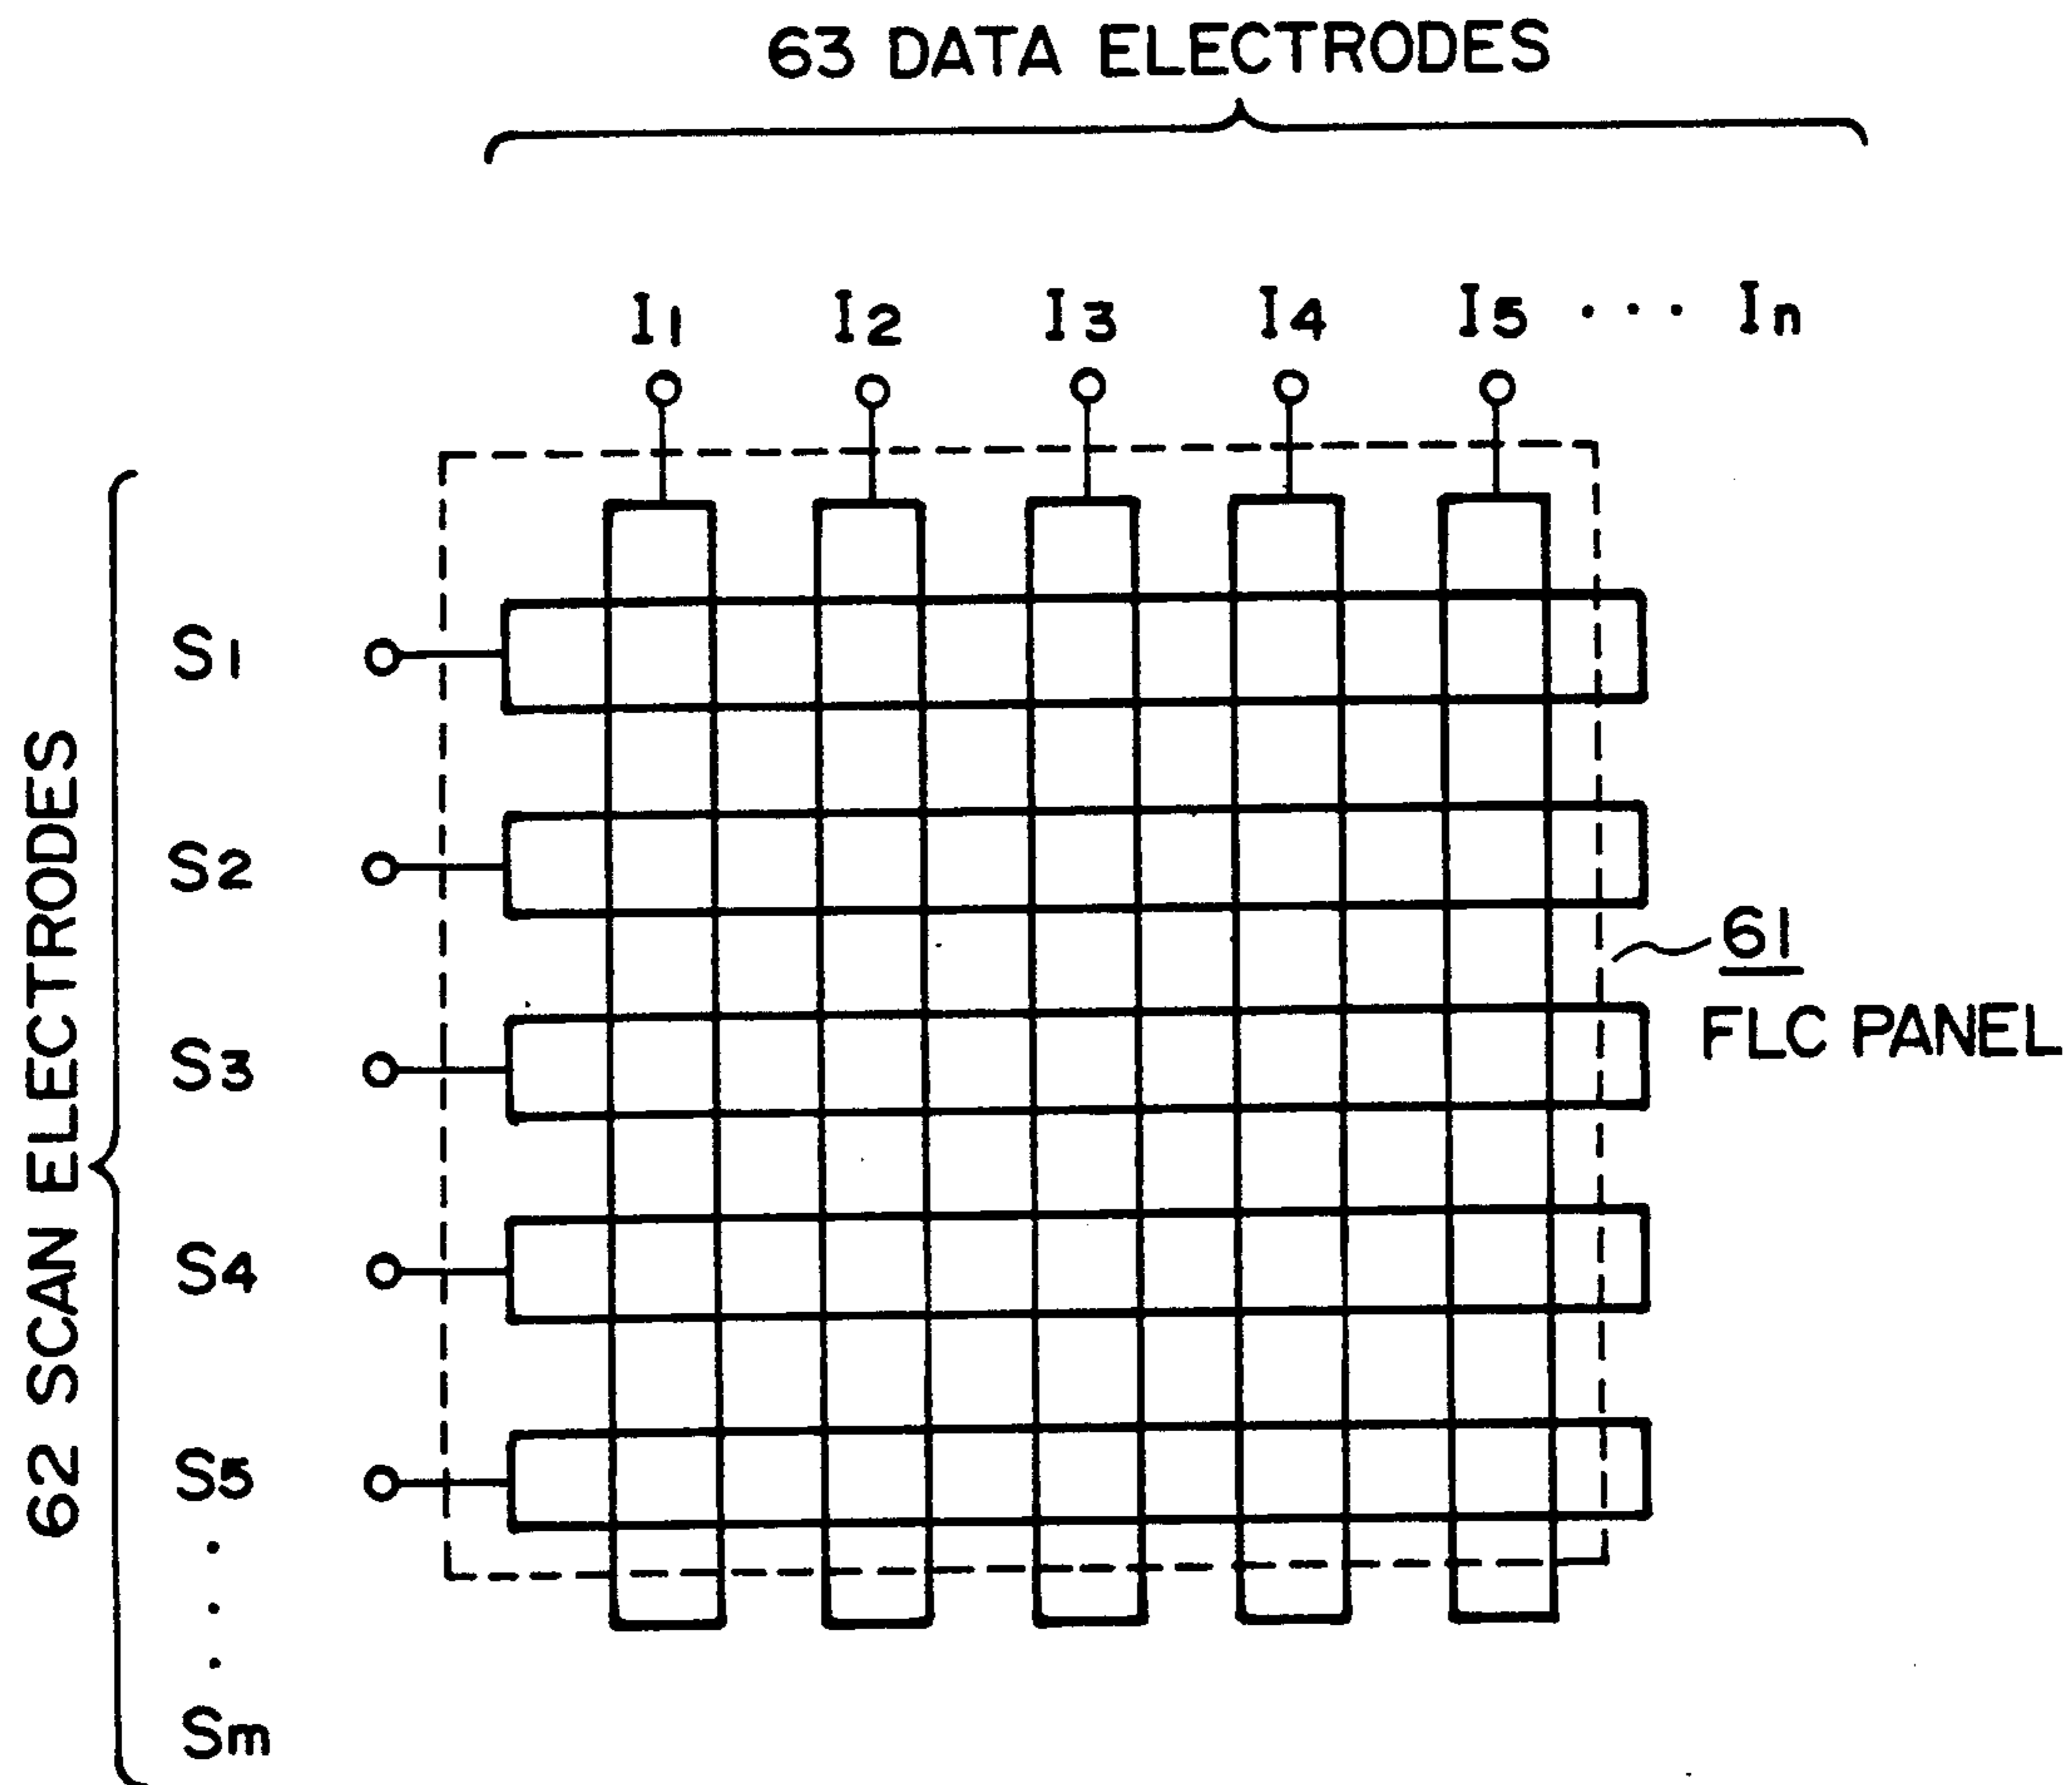 63 DATA ELECTRODES
I1 I2 I3 I4 I5 ··· In
62 SCAN ELECTRODES
S1
S2
S3
S4
S5
·
·
·
Sm
61
FLC PANEL